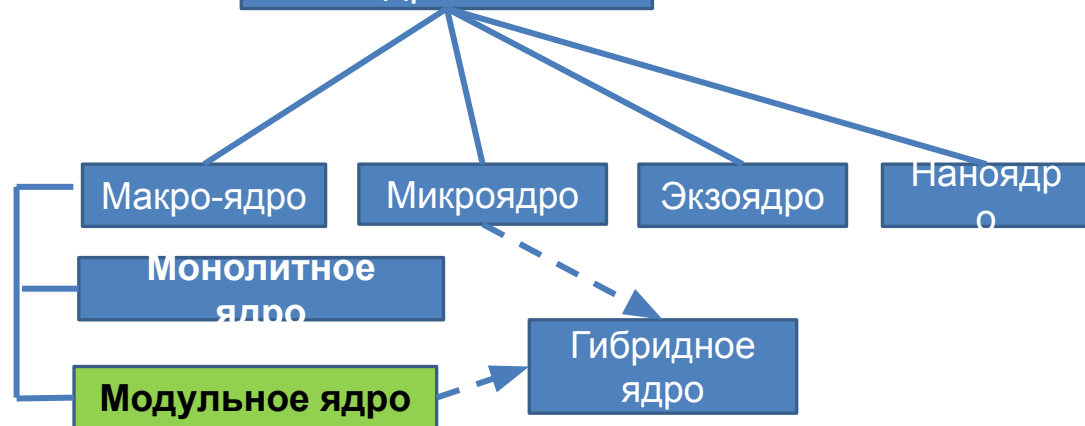 Макро-ядро
Микроядро
Экзоядро
Наноядр
о
Монолитное
ядро
Гибридное
ядро
Модульное ядро